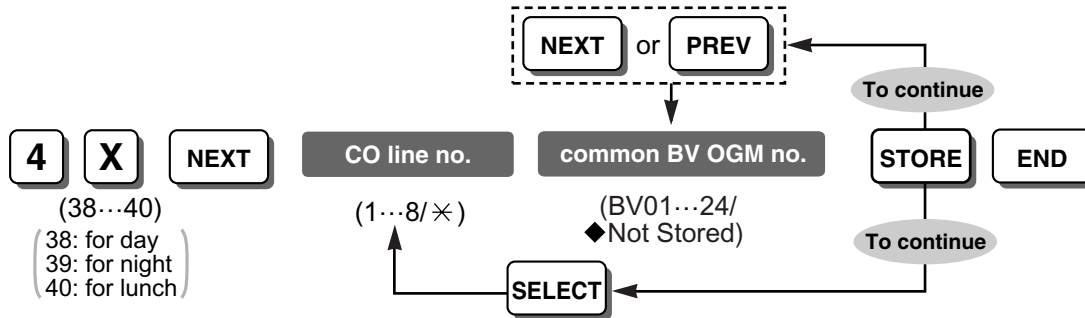 NEXT or PREV
To continue
4 X NEXT CO line no. common BV OGM no. STORE END
(38···40) (1···8/✳) (BV01···24/
◆Not Stored)
38: for day
39: for night
40: for lunch
To continue
SELECT